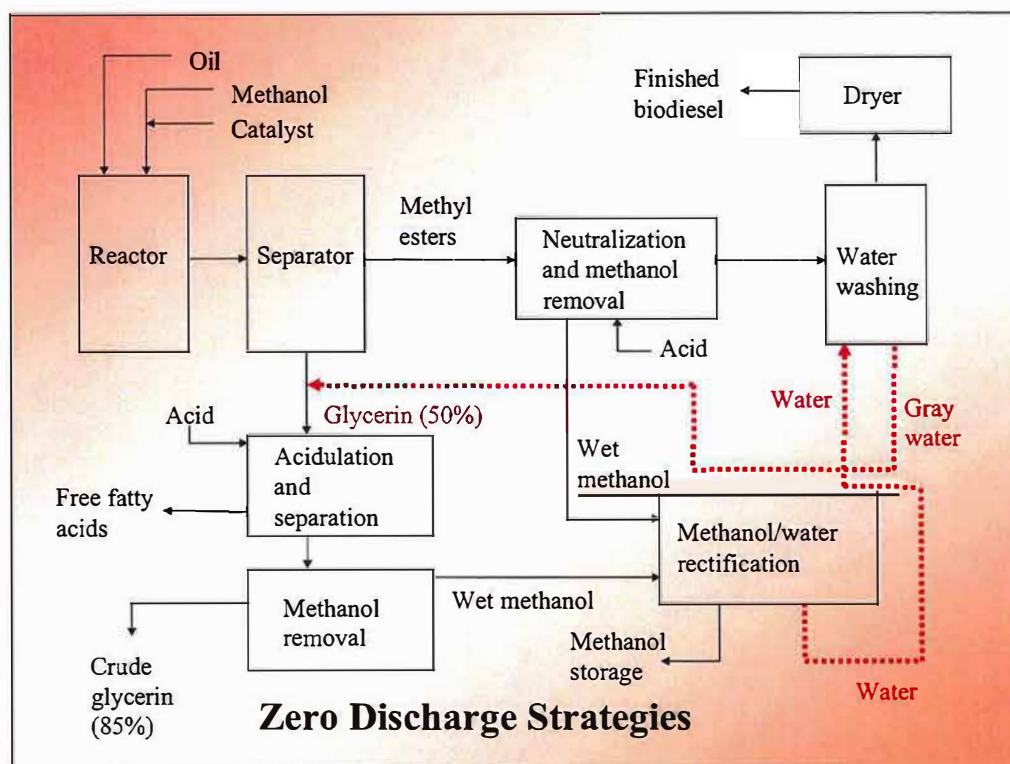 Oil
Methanol
Catalyst
Finished
biodiesel
Dryer
Reactor
Separator
Methyl
esters
Neutralization
and methanol
removal
Water
washing
Acid
Water
Gray
water
Glycerin (50%)
Acid
Acidulation
and
separation
Free fatty
acids
Wet
methanol
Methanol/water
rectification
Methanol
removal
Wet methanol
Crude
glycerin
(85%)
Methanol
storage
Water
Zero Discharge Strategies